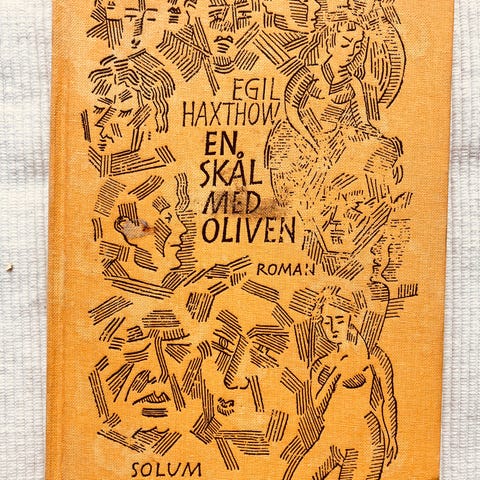 EGIL
HAXTHOW
EN
SKÅL
MED
OLIVEN
ROMAN
SOLUM